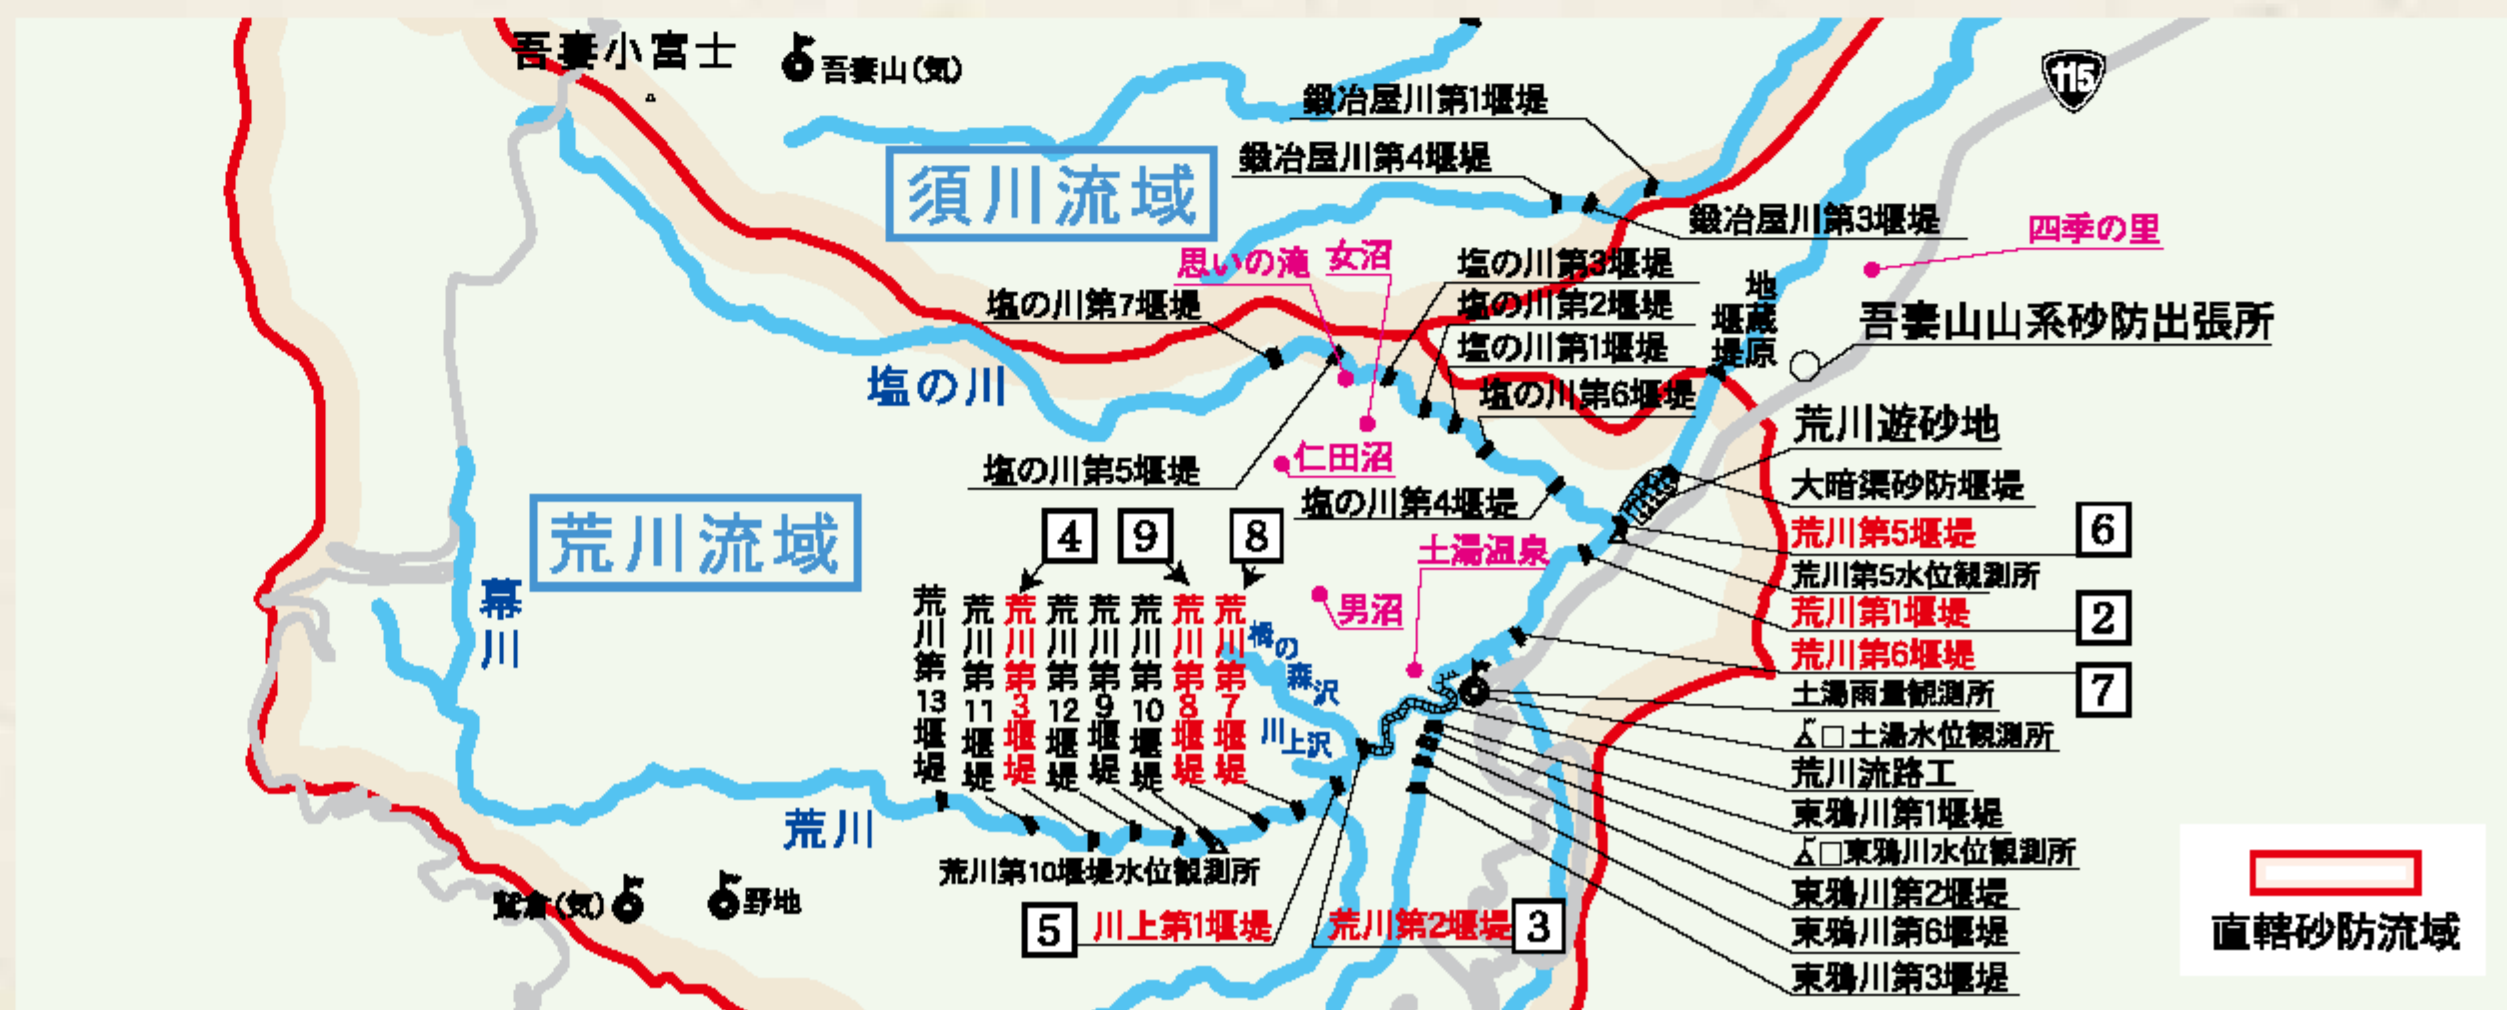 吾妻小富士
吾妻山(気)
115
鍛冶屋川第1堰堤
鍛冶屋川第4堰堤
須川流域
鍛冶屋川第3堰堤
四季の里
思いの滝
女沼
塩の川第3堰堤
塩の川第7堰堤
塩の川第2堰堤
地蔵原堰堤
吾妻山山系砂防出張所
塩の川第1堰堤
塩の川
塩の川第6堰堤
荒川遊砂地
塩の川第5堰堤
仁田沼
大暗渠砂防堰堤
塩の川第4堰堤
荒川流域
4
9
8
荒川第5堰堤
6
土湯温泉
荒川第5水位観測所
幕川
男沼
荒川第1堰堤
2
荒川第13堰堤
荒川第11堰堤
荒川第3堰堤
荒川第12堰堤
荒川第9堰堤
荒川第10堰堤
荒川第8堰堤
荒川第7堰堤
の森沢
荒川第6堰堤
7
土湯雨量観測所
川上沢
土湯水位観測所
荒川流路工
東鴉川第1堰堤
荒川
東鴉川水位観測所
荒川第10堰堤水位観測所
東鴉川第2堰堤
鷲倉(気)
野地
5
川上第1堰堤
荒川第2堰堤
3
東鴉川第6堰堤
東鴉川第3堰堤
直轄砂防流域